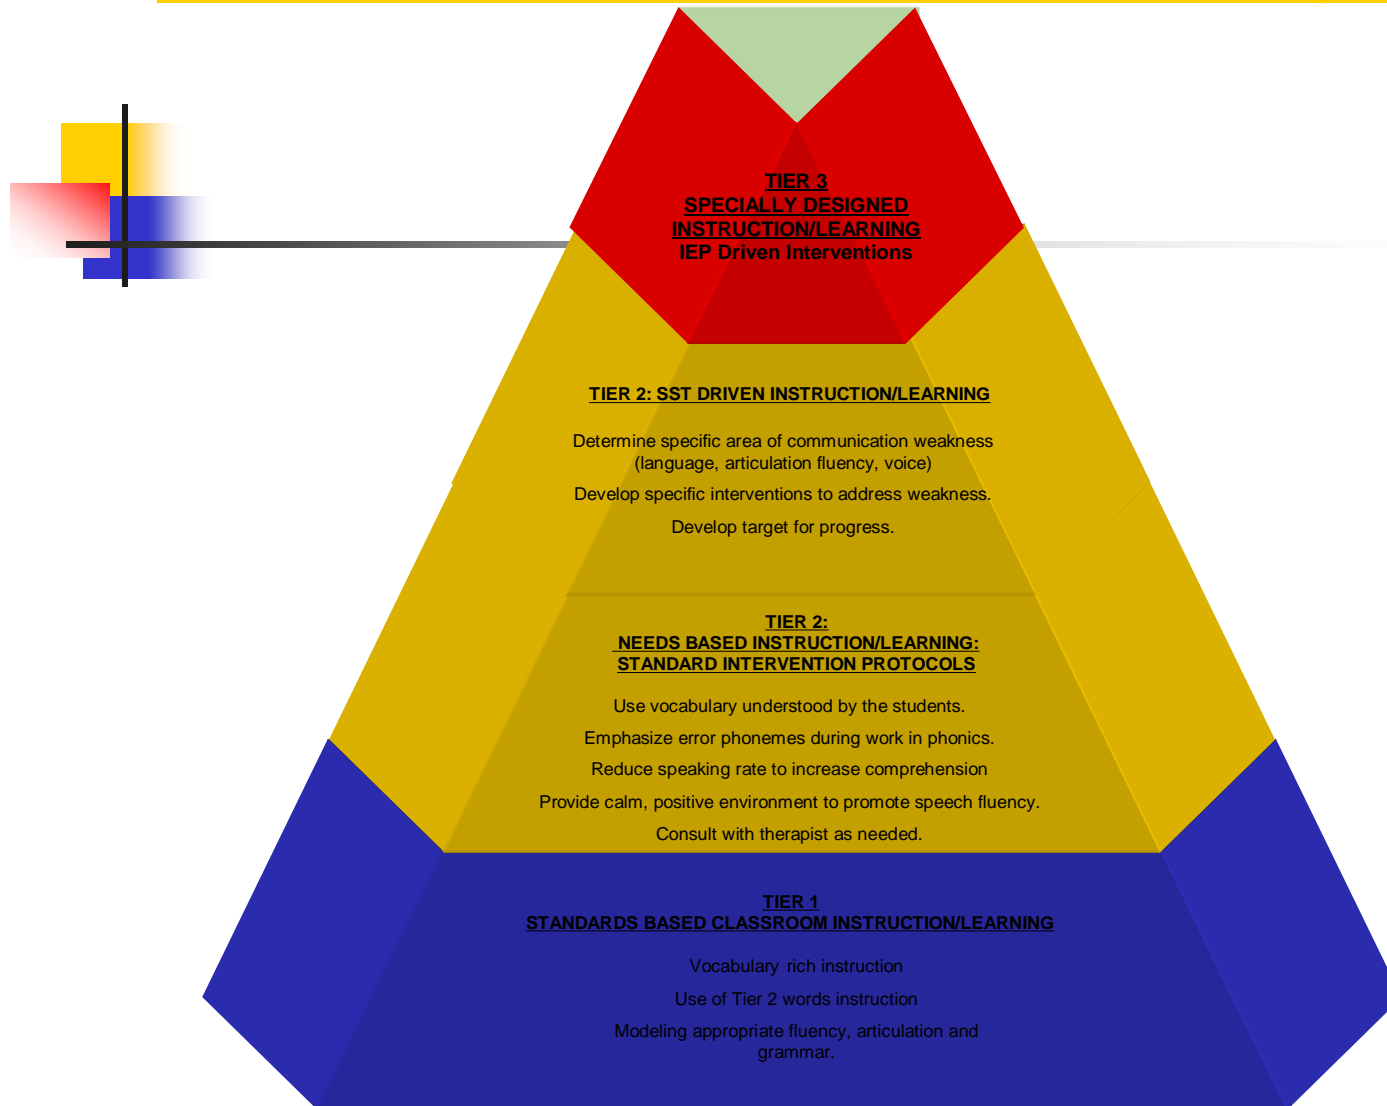 TIER 3
SPECIALLY DESIGNED
INSTRUCTION/LEARNING
IEP Driven Interventions
TIER 2: SST DRIVEN INSTRUCTION/LEARNING
Determine specific area of communication weakness
(language, articulation fluency, voice)
Develop specific interventions to address weakness.
Develop target for progress.
TIER 2:
NEEDS BASED INSTRUCTION/LEARNING:
STANDARD INTERVENTION PROTOCOLS
Use vocabulary understood by the students.
Emphasize error phonemes during work in phonics.
Reduce speaking rate to increase comprehension
Provide calm, positive environment to promote speech fluency.
Consult with therapist as needed.
TIER 1
STANDARDS BASED CLASSROOM INSTRUCTION/LEARNING
Vocabulary rich instruction
Use of Tier 2 words instruction
Modeling appropriate fluency, articulation and
grammar.